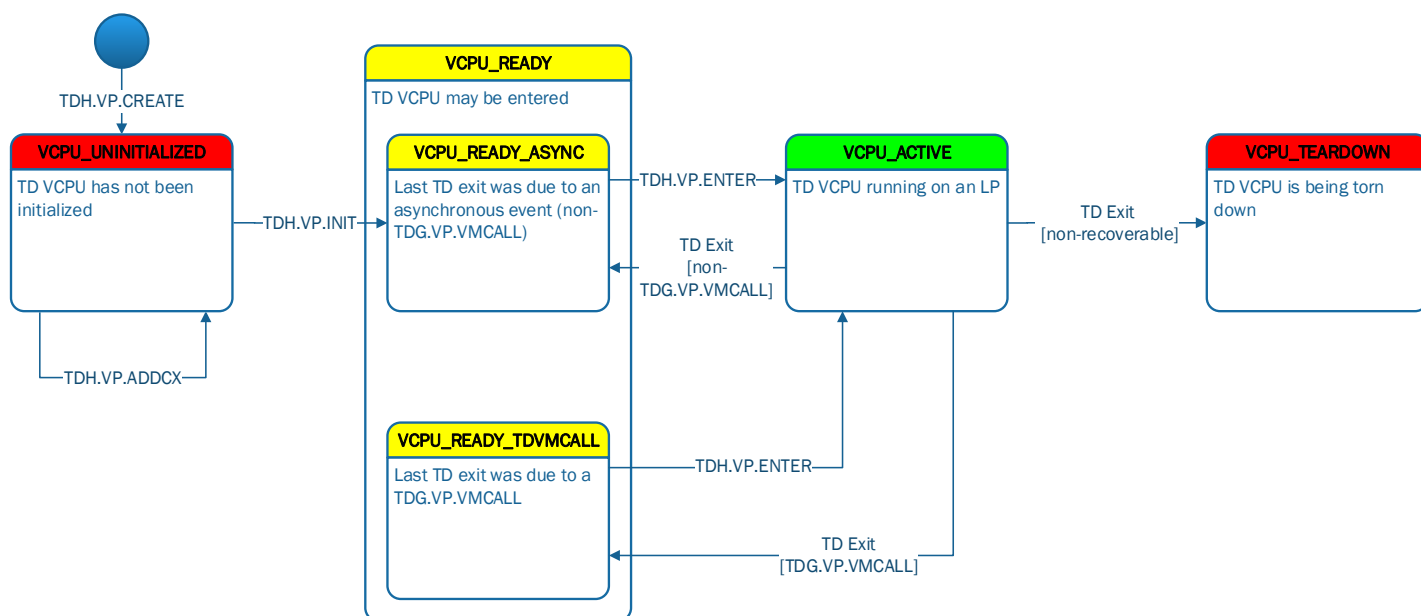 TDH.VP.CREATE
VCPU_UNINITIALIZED
TD VCPU has not been
initialized
TDH.VP.ADDCX
TDH.VP.INIT
VCPU_READY
TD VCPU may be entered
VCPU_READY_ASYNC
Last TD exit was due to an
asynchronous event (non-
TDG.VP.VMCALL)
TDH.VP.ENTER
TD Exit
[non-
TDG.VP.VMCALL]
VCPU_ACTIVE
TD VCPU running on an LP
TD Exit
[non-recoverable]
VCPU_TEARDOWN
TD VCPU is being torn
down
VCPU_READY_TDVMCALL
Last TD exit was due to a
TDG.VP.VMCALL
TDH.VP.ENTER
TD Exit
[TDG.VP.VMCALL]